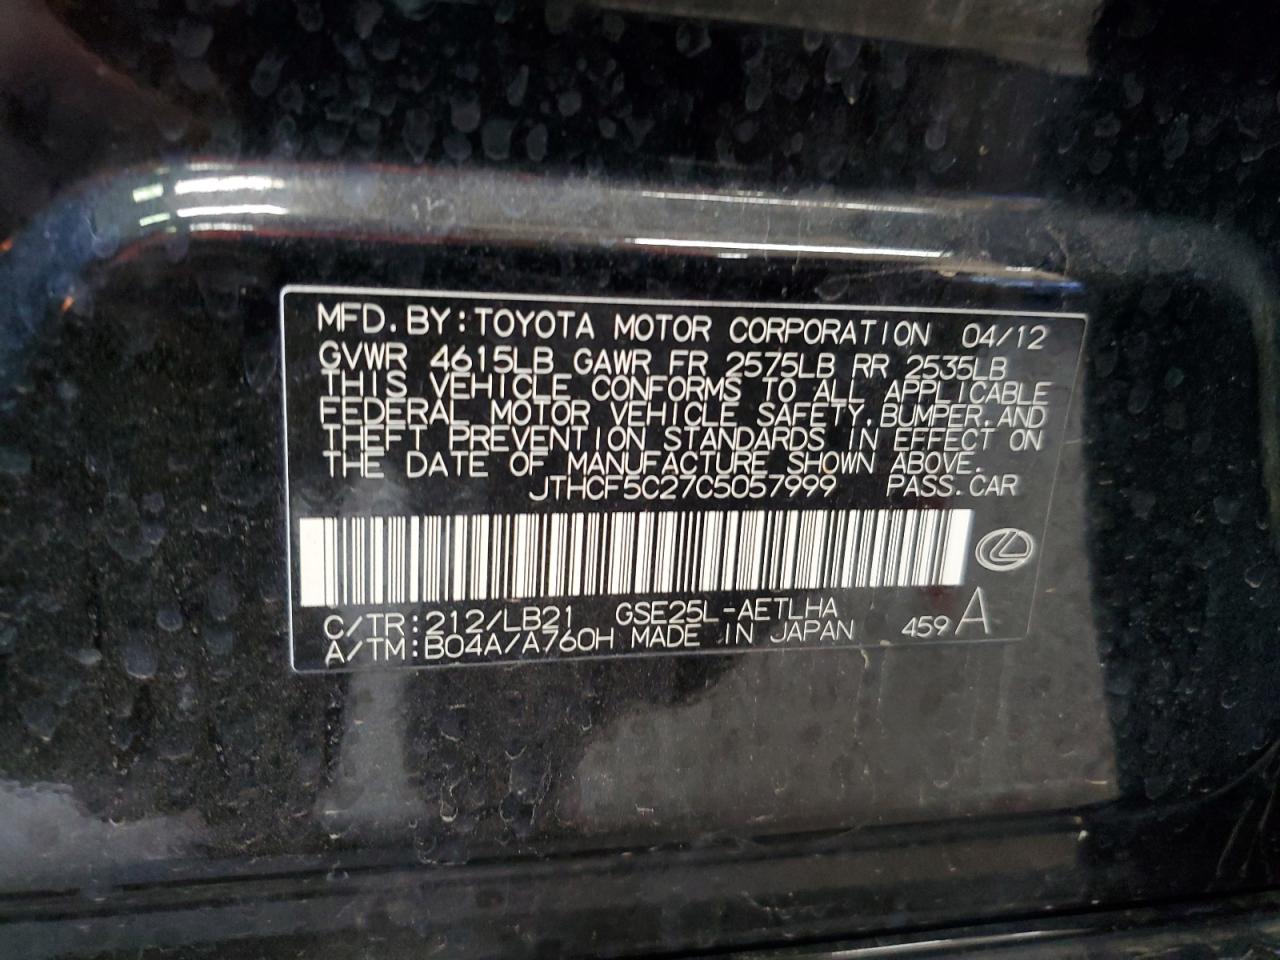 MFD. BY: TOYOTA MOTOR CORPORATION 04/12
GVWR 4615LB GAWR FR 2575LB RR 2535LB
THIS VEHICLE CONFORMS TO ALL APPLICABLE
FEDERAL MOTOR VEHICLE SAFETY, BUMPER, AND
THEFT PREVENTION STANDARDS IN EFFECT ON
THE DATE OF MANUFACTURE SHOWN ABOVE.
JTHCF5C27C5057999 PASS. CAR
C/TR: 212/LB21 GSE25L-AETLHA
A/TM: B04A/A760H MADE IN JAPAN 459 A